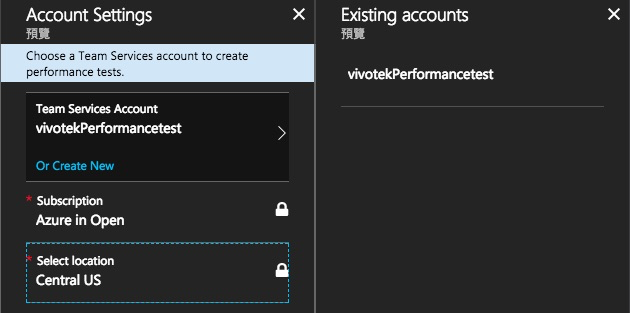 Account Settings
預覽
Choose a Team Services account to create
performance tests.
Team Services Account
vivotekPerformancetest
Or Create New
* Subscription
Azure in Open
* Select location
Central US
Existing accounts
預覽
vivotekPerformancetest